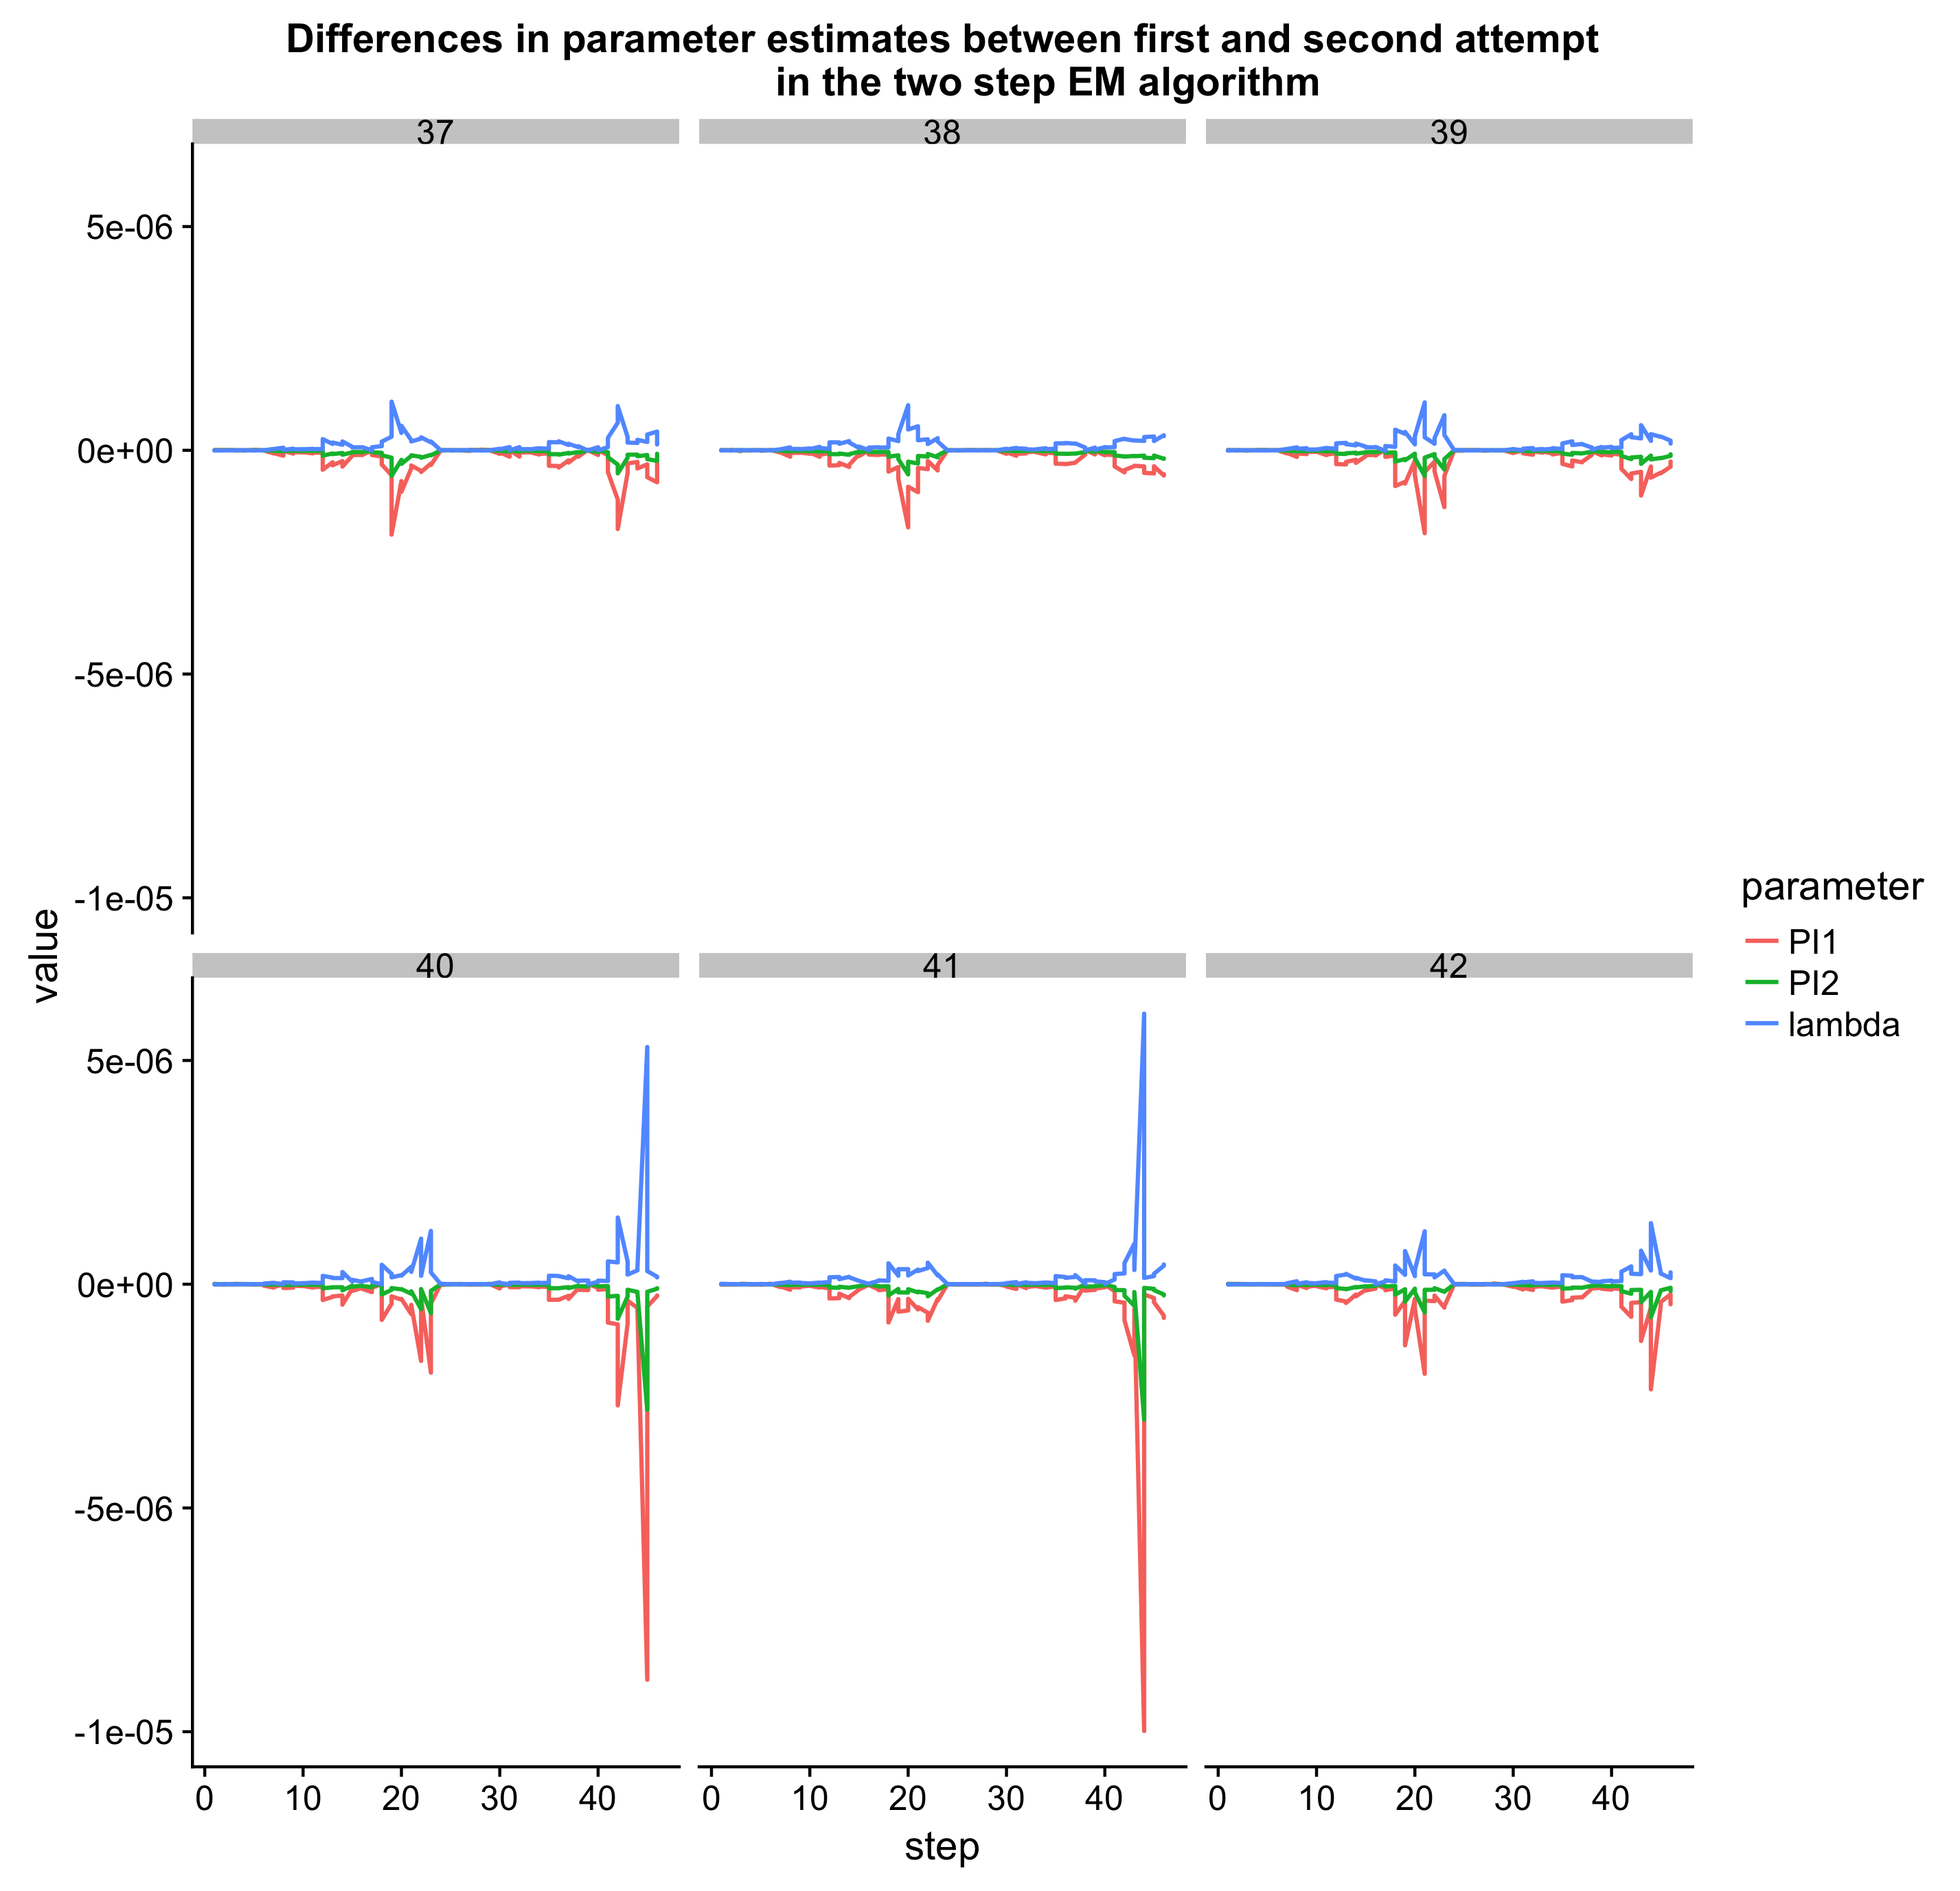 Differences in parameter estimates between first and second attempt
in the two step EM algorithm
37
38
39
5e-06
0e+00
-5e-06
-1e-05
value
40
41
42
5e-06
0e+00
-5e-06
-1e-05
0 10 20 30 40
0 10 20 30 40
0 10 20 30 40
step
parameter
PI1
PI2
lambda